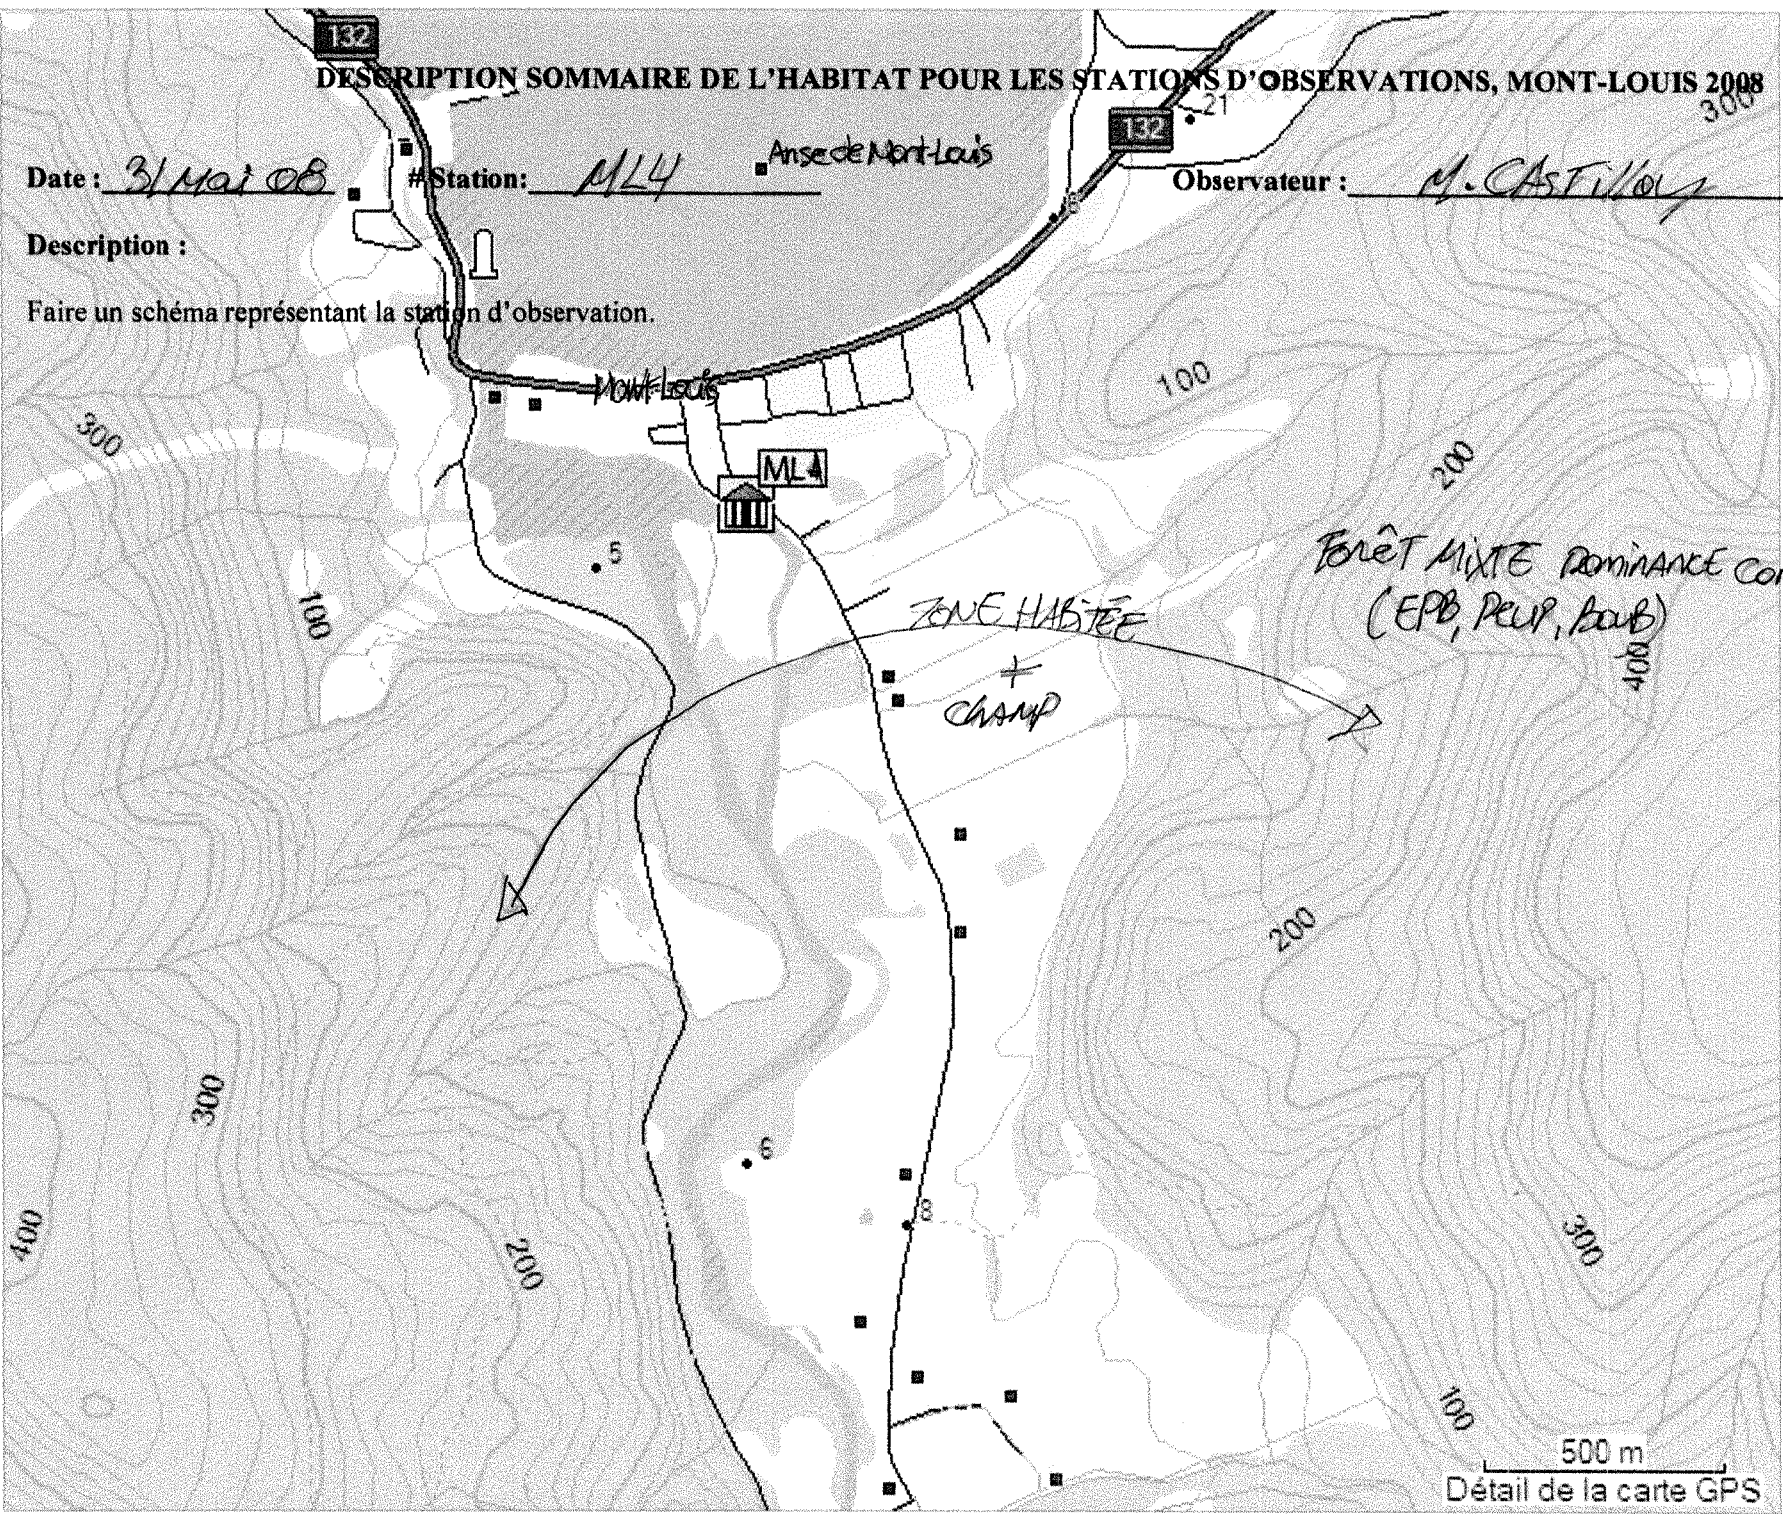 132
DESCRIPTION SOMMAIRE DE L'HABITAT POUR LES STATIONS D'OBSERVATIONS, MONT-LOUIS 2008
300
21
132
Anse de Mont-Louis
Date : 31 Mai 08 # Station: ML4 Observateur :
8
Description :
Faire un schéma représentant la station d'observation.
Mont-Louis
100
300
200
ML4
5
FORÊT MIXTE DOMINANCE CON
100
ZONE HABITÉE
(EPB, PEUP, BOUB)
400
+
CHAMP
200
300
6
8
400
200
300
100
500 m
Détail de la carte GPS